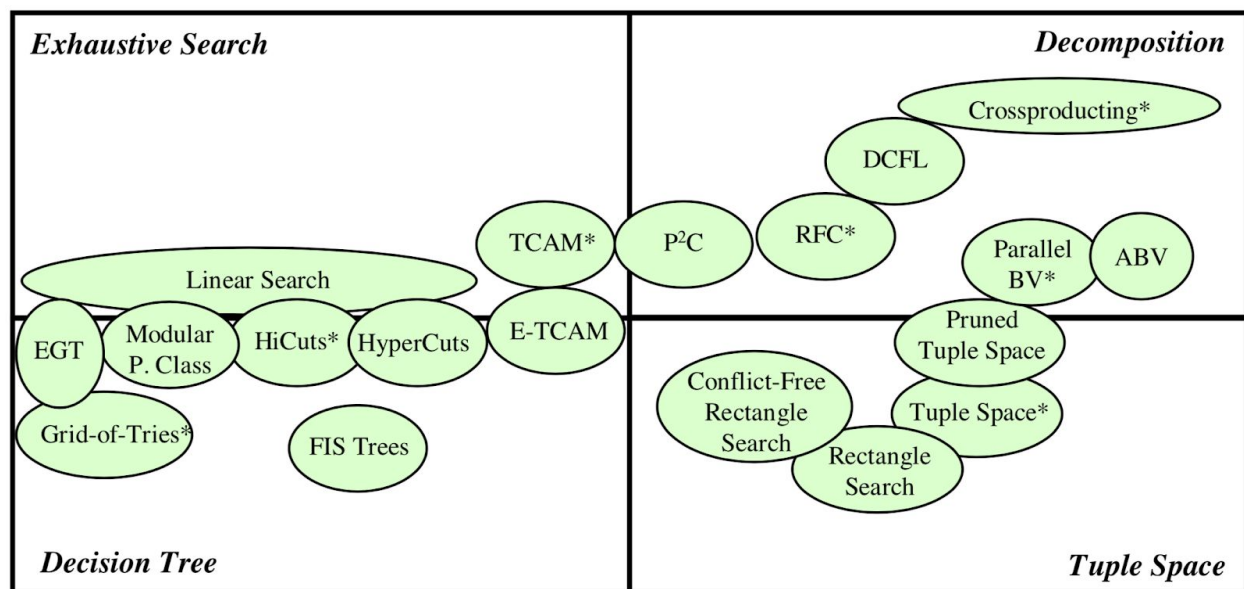 Exhaustive Search
Decomposition
Crossproducting*
DCFL
TCAM*
P²C
RFC*
Parallel
BV*
ABV
Linear Search
EGT
Modular
P. Class
HiCuts*
HyperCuts
E-TCAM
Pruned
Tuple Space
Conflict-Free
Rectangle
Search
Tuple Space*
Grid-of-Tries*
FIS Trees
Rectangle
Search
Decision Tree
Tuple Space